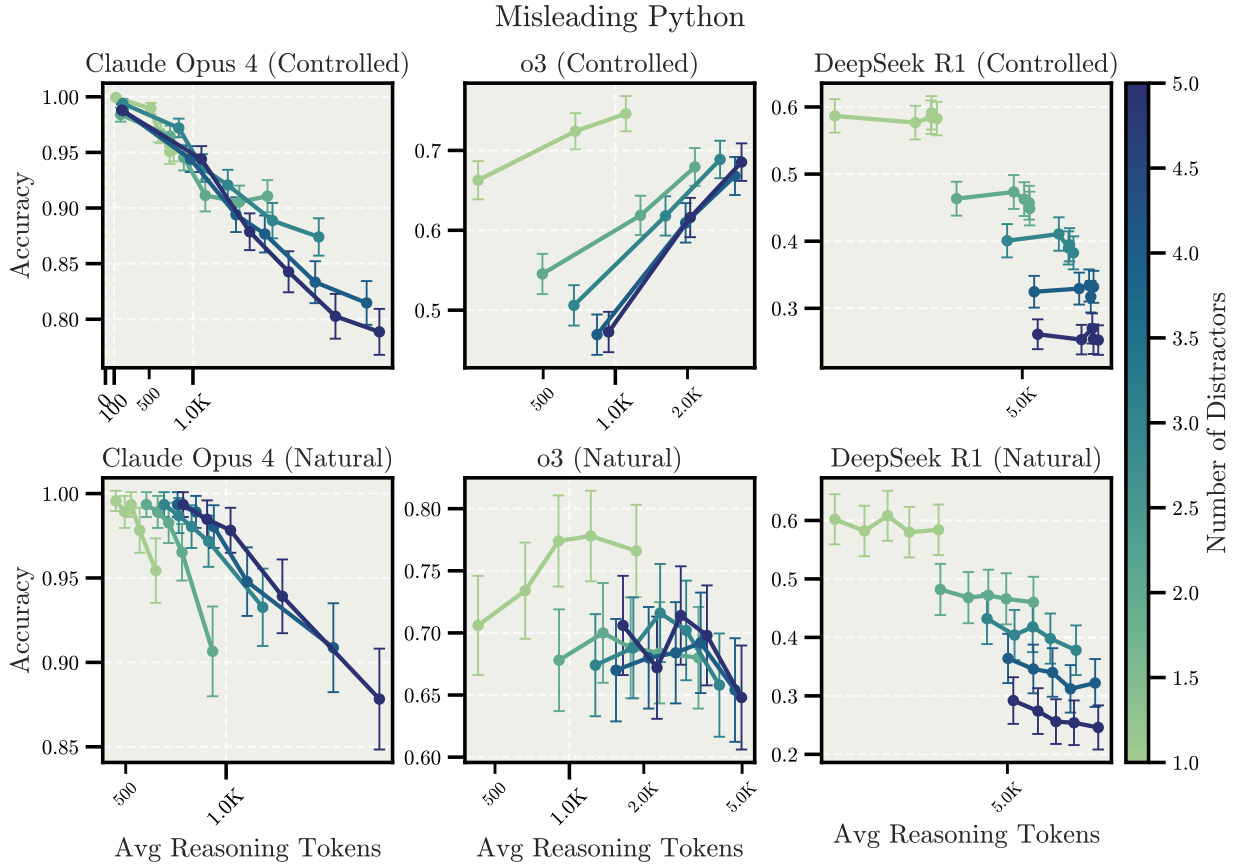 Misleading Python
Claude Opus 4 (Controlled)
o3 (Controlled)
DeepSeek R1 (Controlled)
Accuracy
1.00
0.95
0.90
0.85
0.80
0
100
500
1.0K
0.7
0.6
0.5
500
1.0K
2.0K
0.6
0.5
0.4
0.3
5.0K
Claude Opus 4 (Natural)
o3 (Natural)
DeepSeek R1 (Natural)
Accuracy
1.00
0.95
0.90
0.85
500
1.0K
Avg Reasoning Tokens
0.80
0.75
0.70
0.65
0.60
500
1.0K
2.0K
5.0K
Avg Reasoning Tokens
0.6
0.5
0.4
0.3
0.2
5.0K
Avg Reasoning Tokens
5.0
4.5
4.0
3.5
3.0
2.5
2.0
1.5
1.0
Number of Distractors